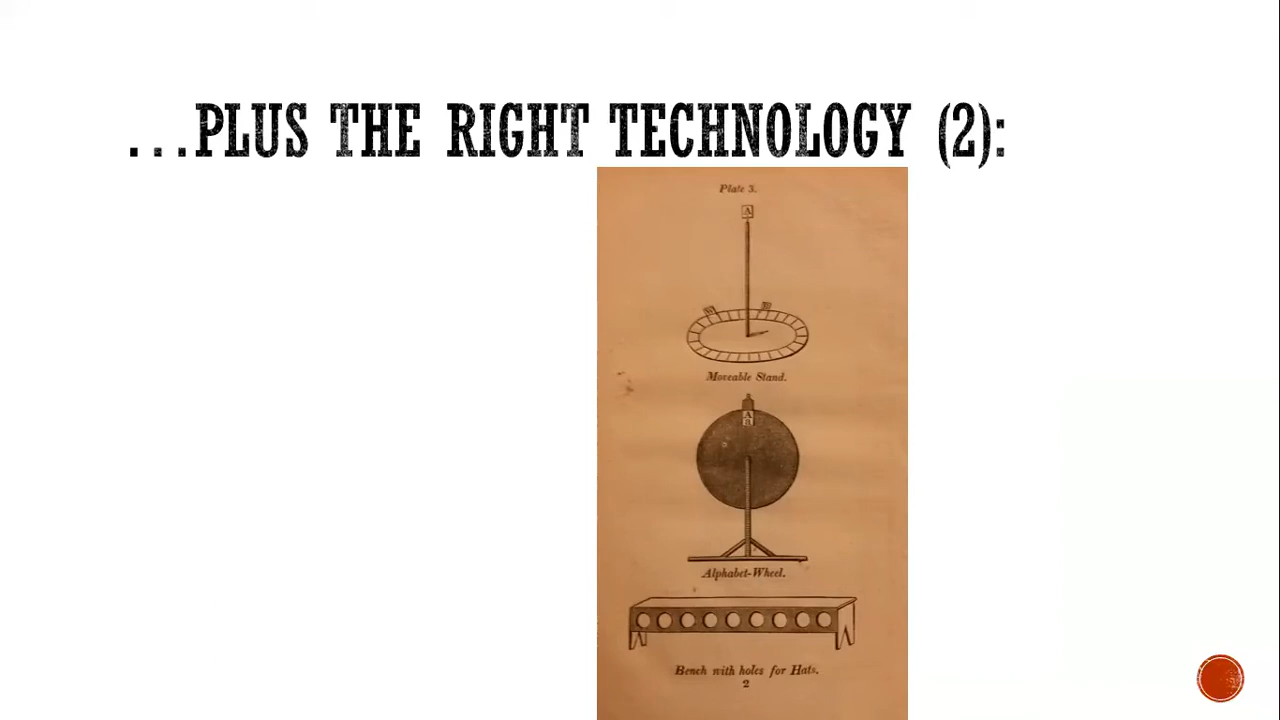 ...PLUS THE RIGHT TECHNOLOGY (2):
Plate 3.
A
Moveable Stand.
A
a
Alphabet-Wheel.
Bench with holes for Hats.
2